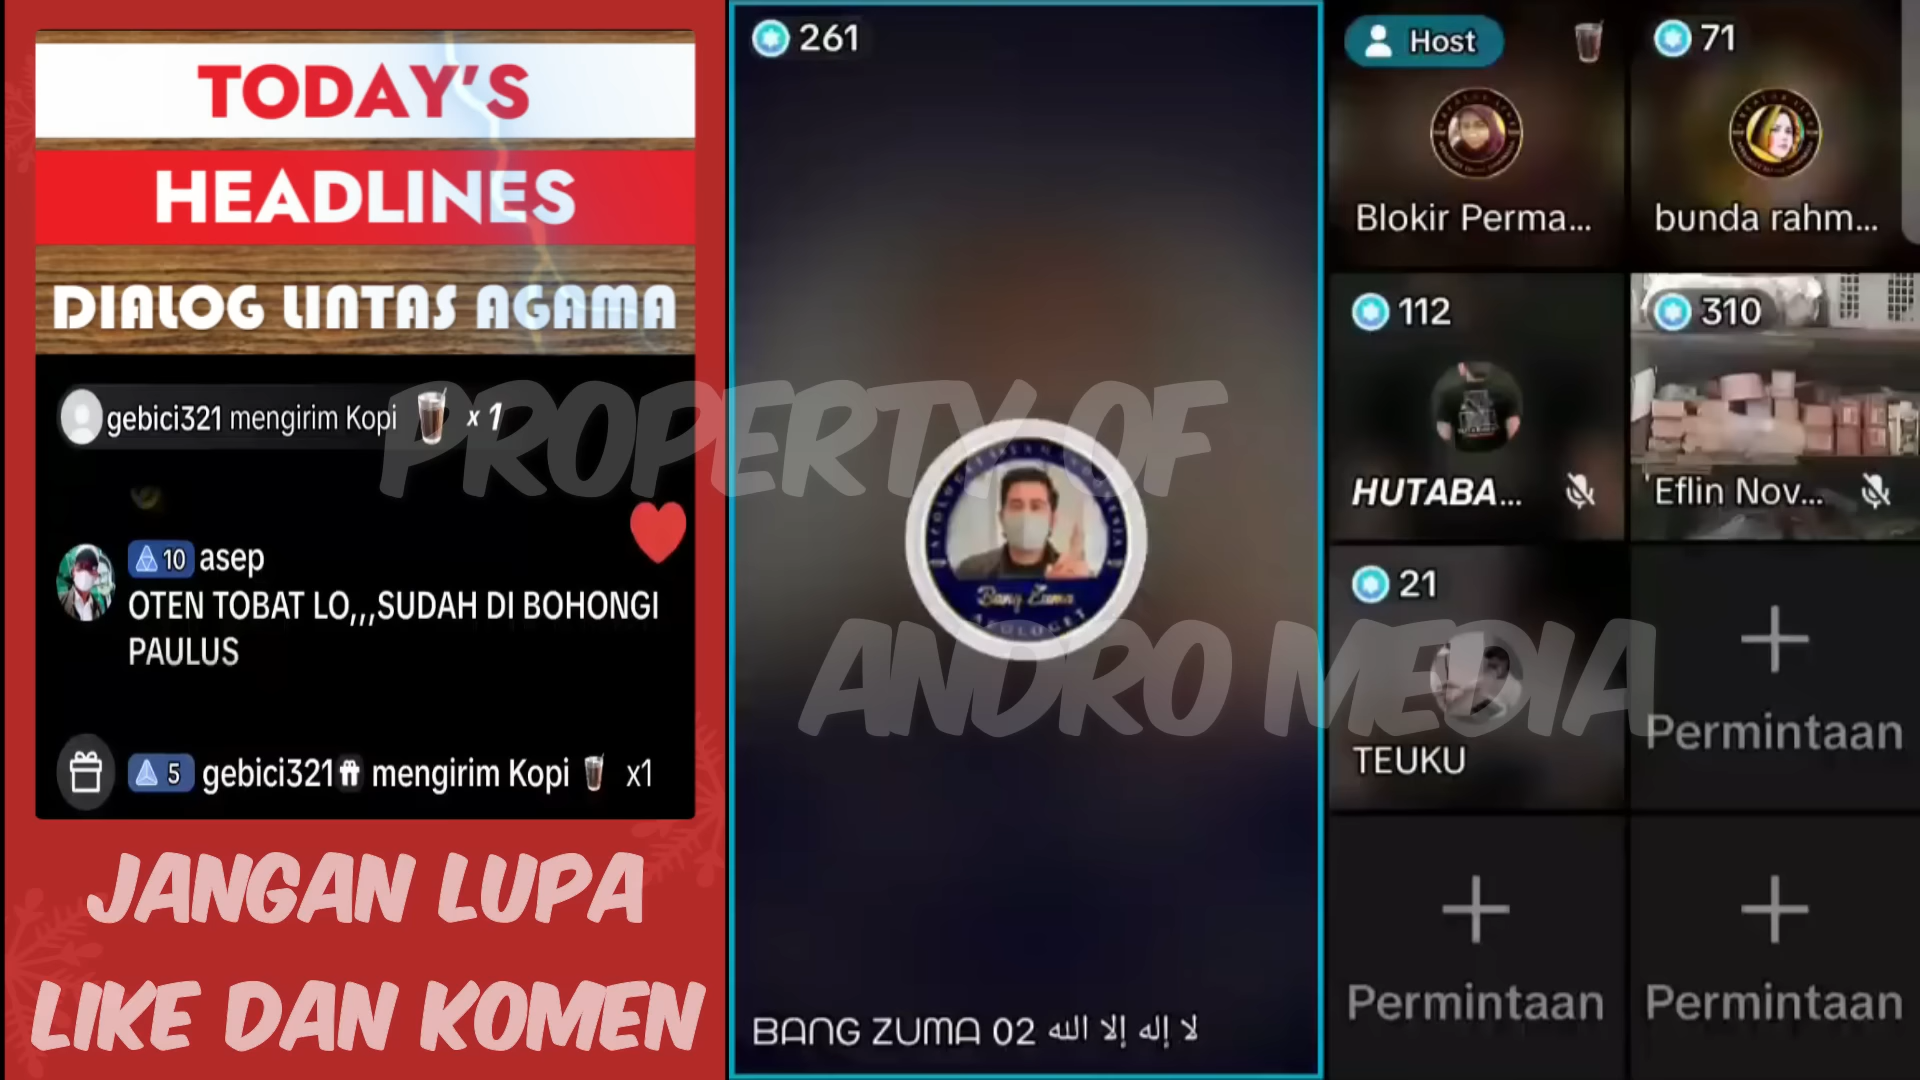 TODAY'S
HEADLINES
DIALOG LINTAS AGAMA
gebici321 mengirim Kopi x 1
10 asep
OTEN TOBAT LO,,,SUDAH DI BOHONGI
PAULUS
5 gebici321 mengirim Kopi x1
JANGAN LUPA
LIKE DAN KOMEN
261
Bang Zuma
BANG ZUMA 02 لا إله إلا الله
PROPERTY OF
ANDRO MEDIA
Host
Blokir Perma...
71
bunda rahm...
112
HUTABA...
310
'Eflin Nov...
21
TEUKU
Permintaan
Permintaan
Permintaan